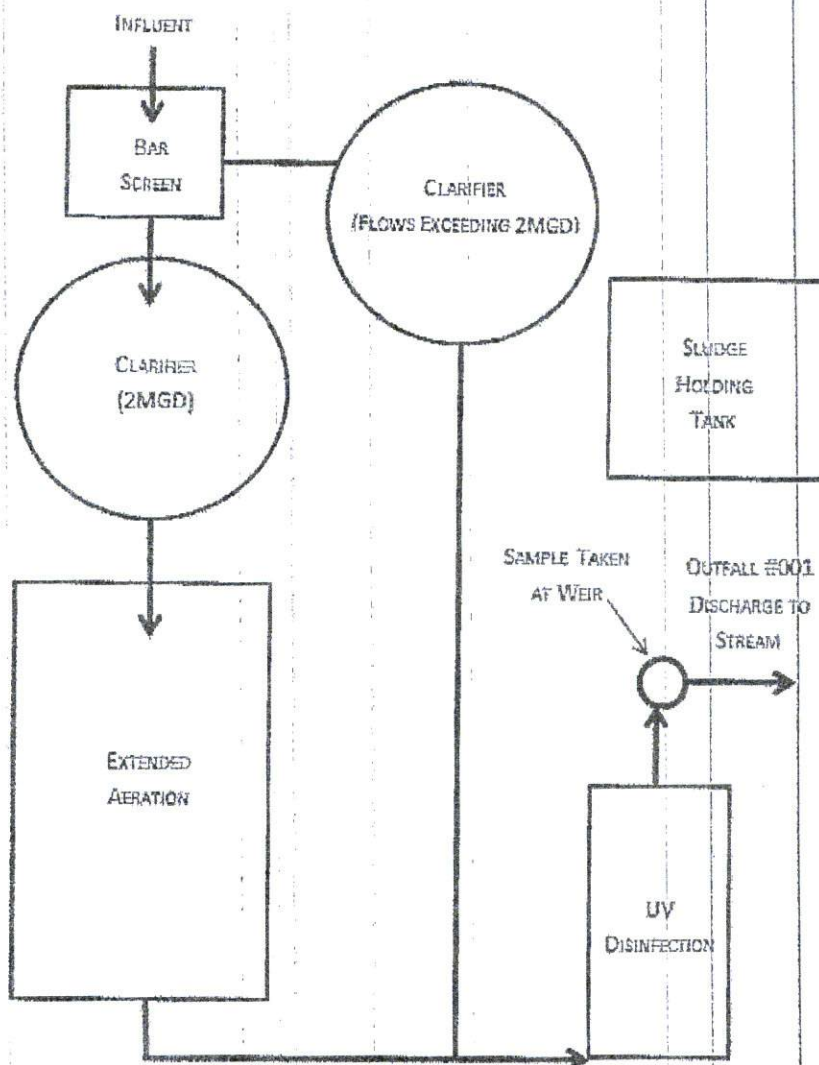 INFLUENT
BAR
SCREEN
CLARIFIER
(FLOWS EXCEEDING 2MGD)
CLARIFIER
(2MGD)
SLUDGE
HOLDING
TANK
SAMPLE TAKEN
AT WEIR
OUTFALL #001
DISCHARGE TO
STREAM
EXTENDED
AERATION
UV
DISINFECTION